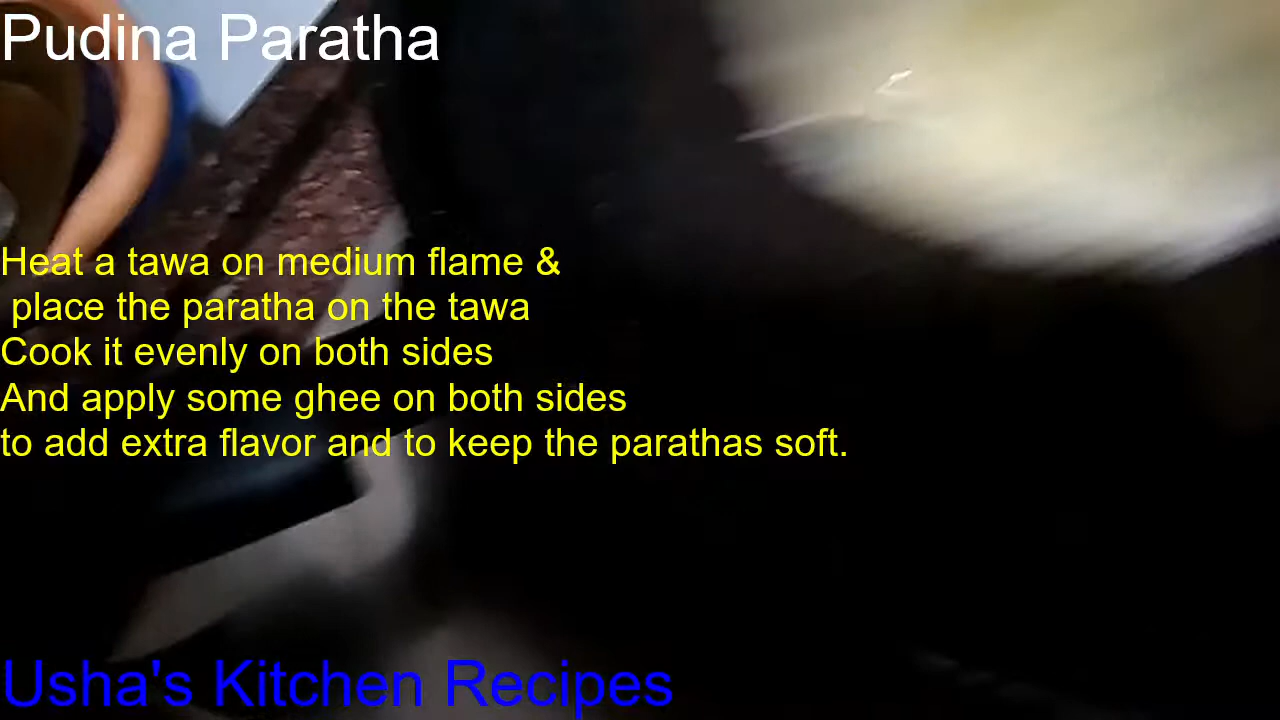 Pudina Paratha
Heat a tawa on medium flame &
place the paratha on the tawa
Cook it evenly on both sides
And apply some ghee on both sides
to add extra flavor and to keep the parathas soft.
Usha's Kitchen Recipes